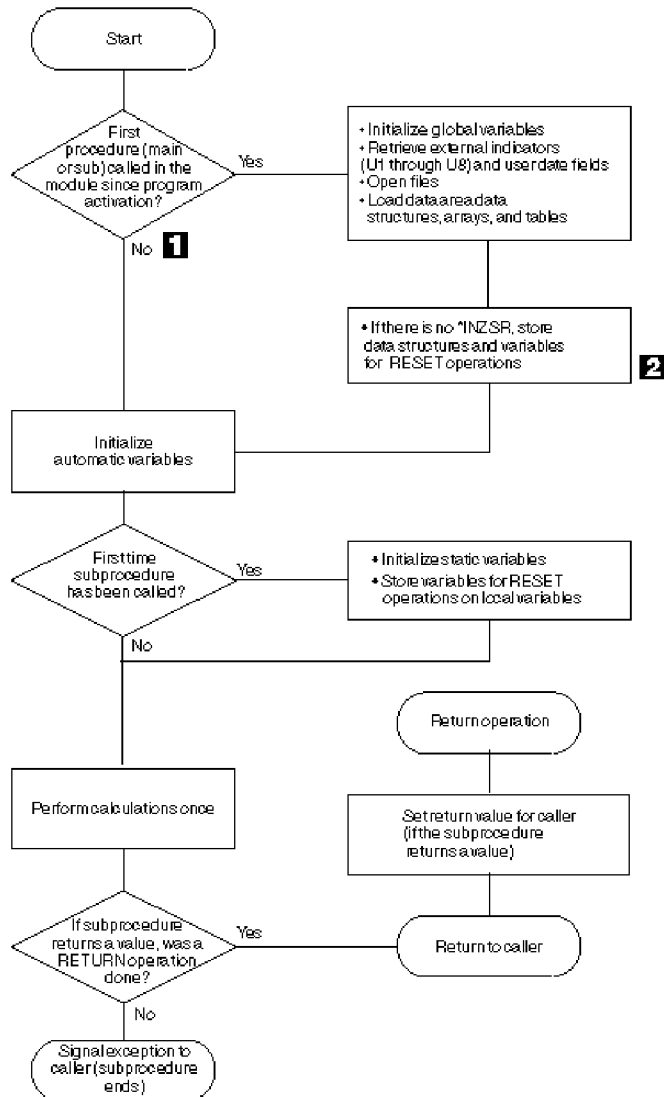 Start
First
procedure (main
or sub) called in the
module since program
activation?
Yes
• Initialize global variables
• Retrieve external indicators
(U1 through U8) and user date fields
• Open files
• Load data area data
structures, arrays, and tables
No 1
• If there is no *INZSR, store
data structures and variables
for RESET operations
2
Initialize
automatic variables
First time
subprocedure
has been called?
Yes
• Initialize static variables
• Store variables for RESET
operations on local variables
No
Return operation
Perform calculations once
Set return value for caller
(if the subprocedure
returns a value)
If subprocedure
returns a value, was a
RETURN operation
done?
Yes
Return to caller
No
Signal exception to
caller (subprocedure
ends)